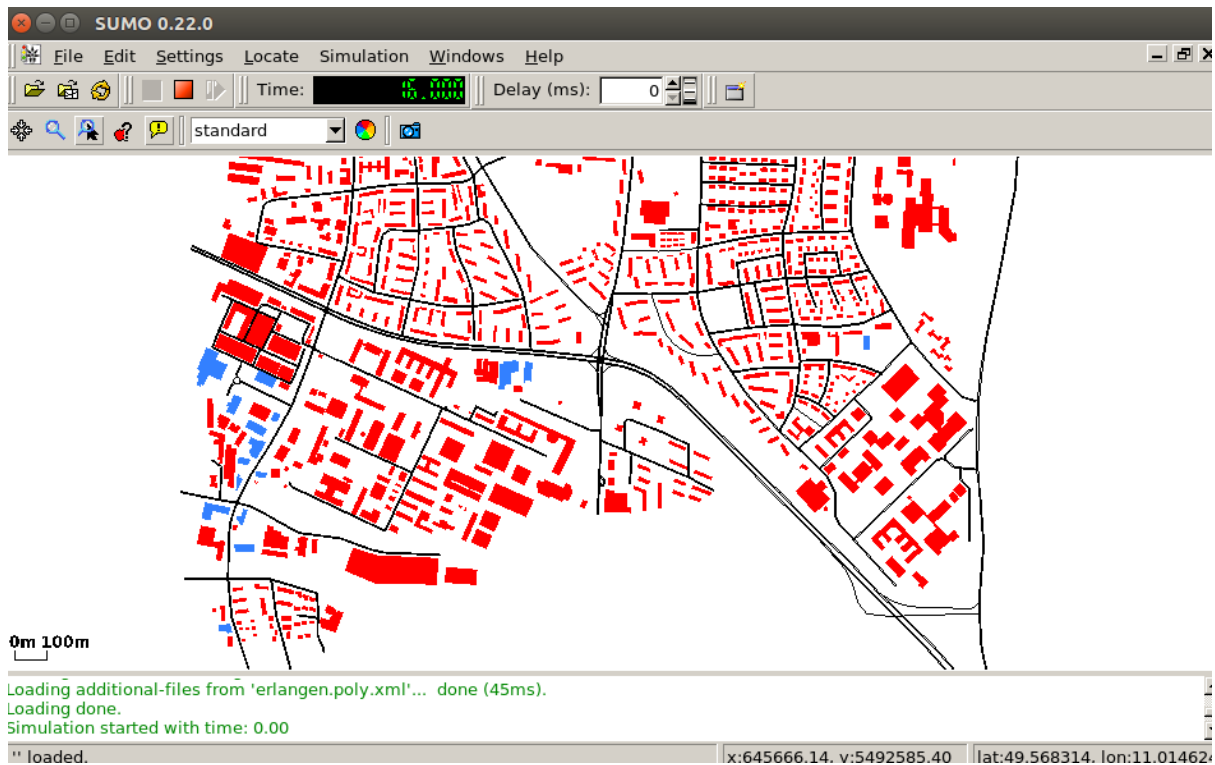 SUMO 0.22.0
File Edit Settings Locate Simulation Windows Help
Time: 16.000 Delay (ms): 0
standard
0m 100m
Loading additional-files from 'erlangen.poly.xml'... done (45ms).
Loading done.
Simulation started with time: 0.00
'' loaded. x:645666.14, y:5492585.40 lat:49.568314, lon:11.014624